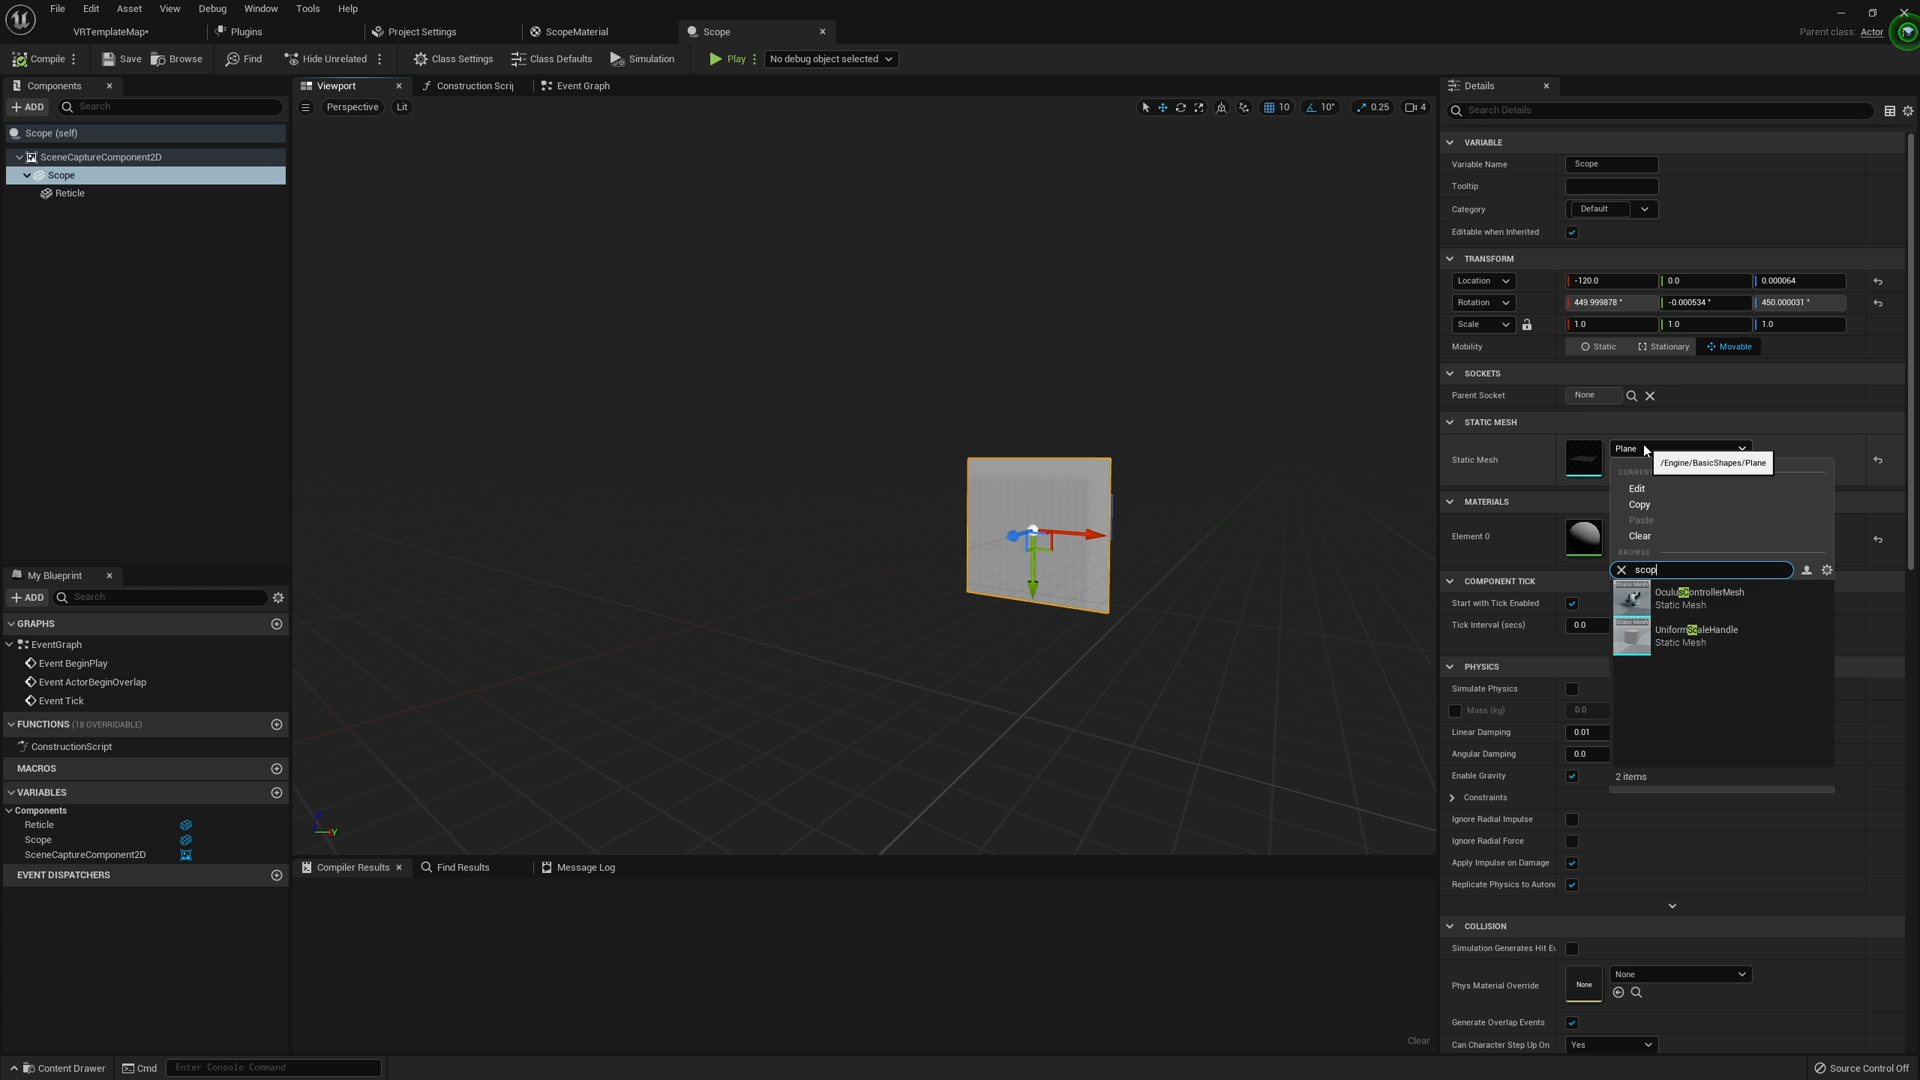 File Edit Asset View Debug Window Tools Help
VRTemplateMap* Plugins Project Settings ScopeMaterial Scope
Parent class: Actor
Compile Save Browse Find Hide Unrelated Class Settings Class Defaults Simulation Play No debug object selected
Components
ADD Search
Scope (self)
SceneCaptureComponent2D
Scope
Reticle
My Blueprint
ADD Search
GRAPHS
EventGraph
Event BeginPlay
Event ActorBeginOverlap
Event Tick
FUNCTIONS (18 OVERRIDABLE)
ConstructionScript
MACROS
VARIABLES
Components
Reticle
Scope
SceneCaptureComponent2D
EVENT DISPATCHERS
Viewport Construction Scrip Event Graph
Perspective Lit
10 10° 0.25 4
Y
Compiler Results Find Results Message Log
Clear
Details
Search Details
VARIABLE
Variable Name Scope
Tooltip
Category Default
Editable when Inherited
TRANSFORM
Location -120.0 0.0 0.000064
Rotation 449.999878 ° -0.000534 ° 450.000031 °
Scale 1.0 1.0 1.0
Mobility Static Stationary Movable
SOCKETS
Parent Socket None
STATIC MESH
Static Mesh Plane
/Engine/BasicShapes/Plane
CURRENT
Edit
Copy
Paste
Clear
BROWSE
scop
OculusControllerMesh
Static Mesh
UniformScaleHandle
Static Mesh
2 items
MATERIALS
Element 0
COMPONENT TICK
Start with Tick Enabled
Tick Interval (secs) 0.0
PHYSICS
Simulate Physics
Mass (kg) 0.0
Linear Damping 0.01
Angular Damping 0.0
Enable Gravity
Constraints
Ignore Radial Impulse
Ignore Radial Force
Apply Impulse on Damage
Replicate Physics to Autono
COLLISION
Simulation Generates Hit Ev
Phys Material Override None None
Generate Overlap Events
Can Character Step Up On Yes
Content Drawer Cmd Enter Console Command Source Control Off